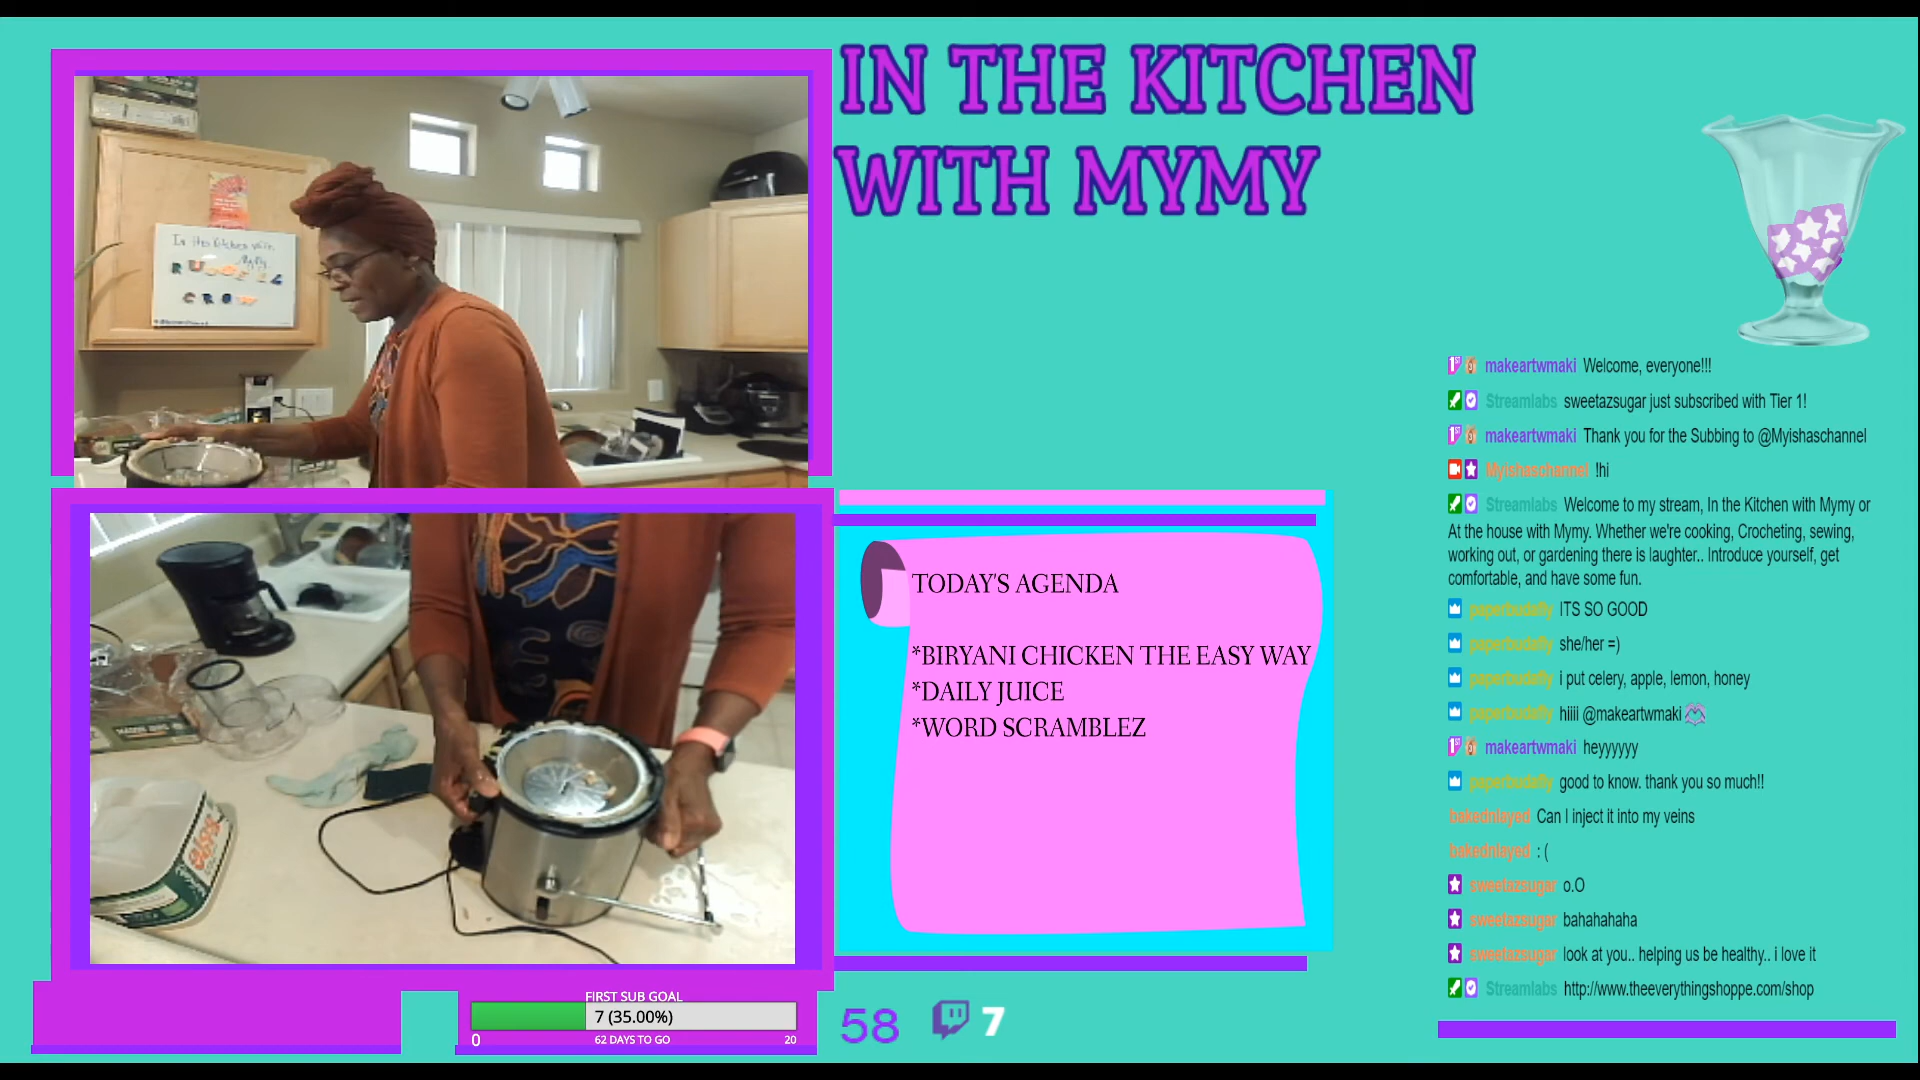 IN THE KITCHEN
WITH MYMY
In the Kitchen with
MyMy
CROW
makeartwmaki Welcome, everyone!!!
Streamlabs sweetazsugar just subscribed with Tier 1!
makeartwmaki Thank you for the Subbing to @Myishaschannel
Myishaschannel !hi
Streamlabs Welcome to my stream, In the Kitchen with Mymy or
At the house with Mymy. Whether we're cooking, Crocheting, sewing,
working out, or gardening there is laughter.. Introduce yourself, get
comfortable, and have some fun.
paperbudafly ITS SO GOOD
paperbudafly she/her =)
paperbudafly i put celery, apple, lemon, honey
paperbudafly hiiii @makeartwmaki
makeartwmaki heyyyyyy
paperbudafly good to know. thank you so much!!
bakednlayed Can I inject it into my veins
bakednlayed : (
sweetazsugar o.O
sweetazsugar bahahahaha
sweetazsugar look at you.. helping us be healthy.. i love it
Streamlabs http://www.theeverythingshoppe.com/shop
TODAY'S AGENDA
*BIRYANI CHICKEN THE EASY WAY
*DAILY JUICE
*WORD SCRAMBLEZ
FIRST SUB GOAL
7 (35.00%)
0 62 DAYS TO GO 20
58 7